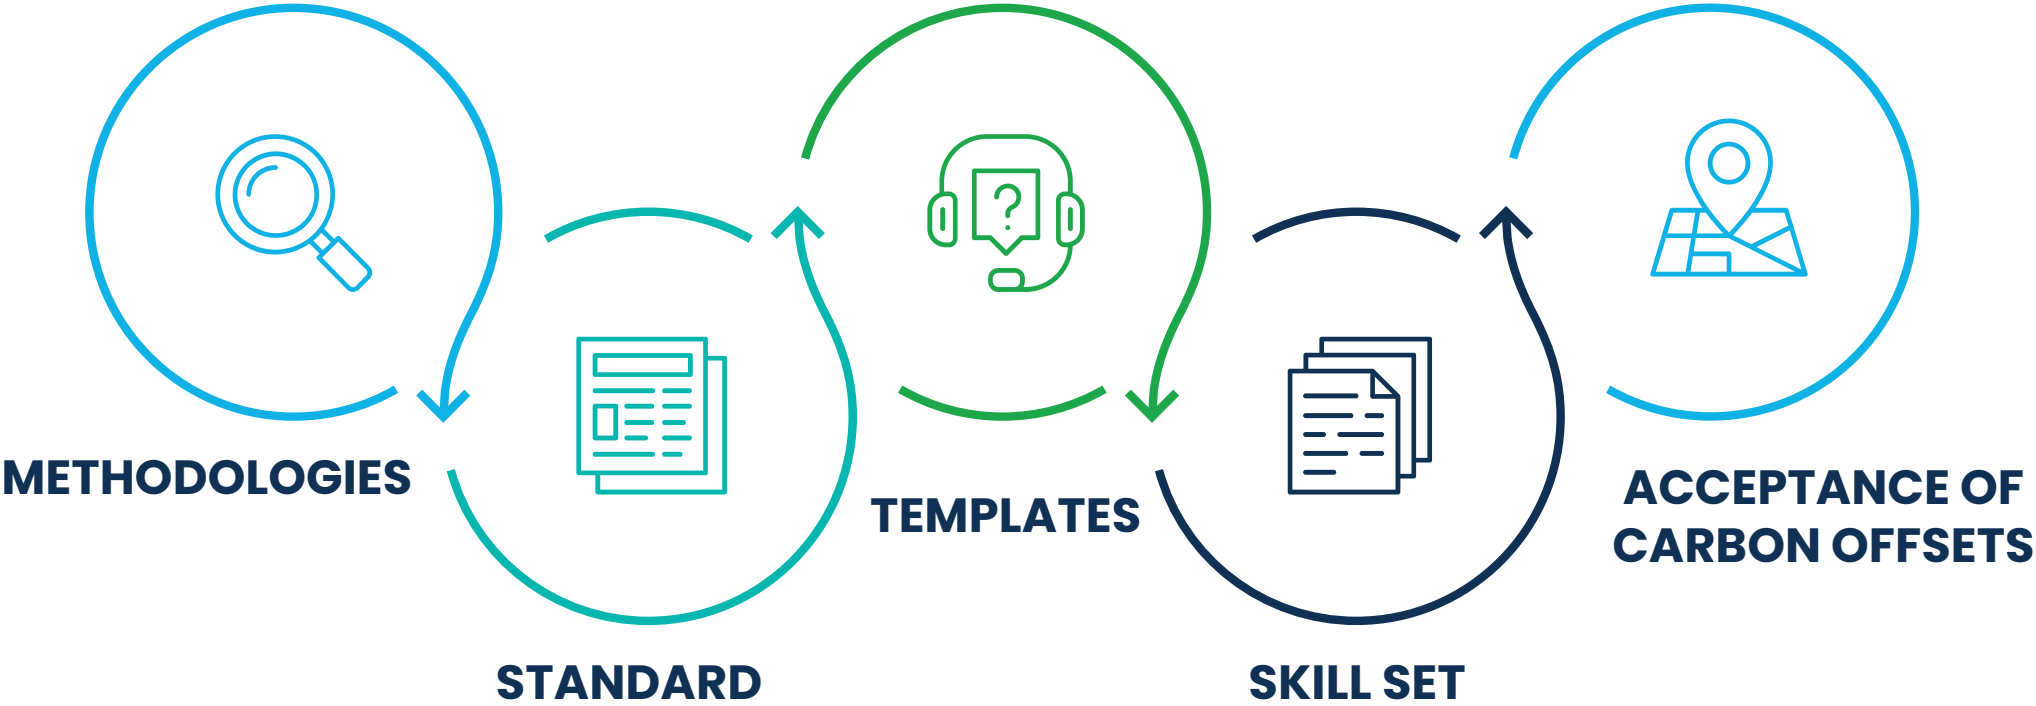 METHODOLOGIES
STANDARD
?
TEMPLATES
SKILL SET
ACCEPTANCE OF
CARBON OFFSETS